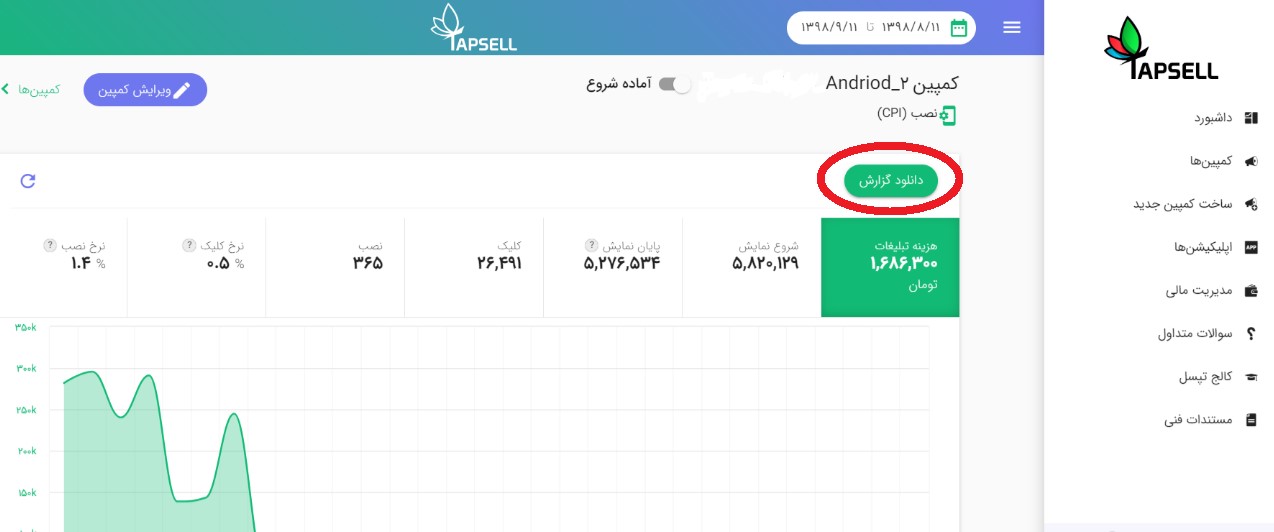 TAPSELL
۱۳۹۸/۸/۱۱ تا ۱۳۹۸/۹/۱۱
TAPSELL
داشبورد
کمپین‌ها
ساخت کمپین جدید
اپلیکیشن‌ها
مدیریت مالی
سوالات متداول
کالج تپسل
مستندات فنی
کمپین Andriod_۲
آماده شروع
ویرایش کمپین
کمپین‌ها
نصب (CPI)
دانلود گزارش
هزینه تبلیغات
۱,۶۸۶,۳۰۰
تومان
شروع نمایش
۵,۸۲۰,۱۲۹
پایان نمایش ?
۵,۲۷۶,۵۳۴
کلیک
۲۶,۴۹۱
نصب
۳۶۵
نرخ کلیک ?
% ۰.۵
نرخ نصب ?
% ۱.۴
۳۵۰k
۳۰۰k
۲۵۰k
۲۰۰k
۱۵۰k